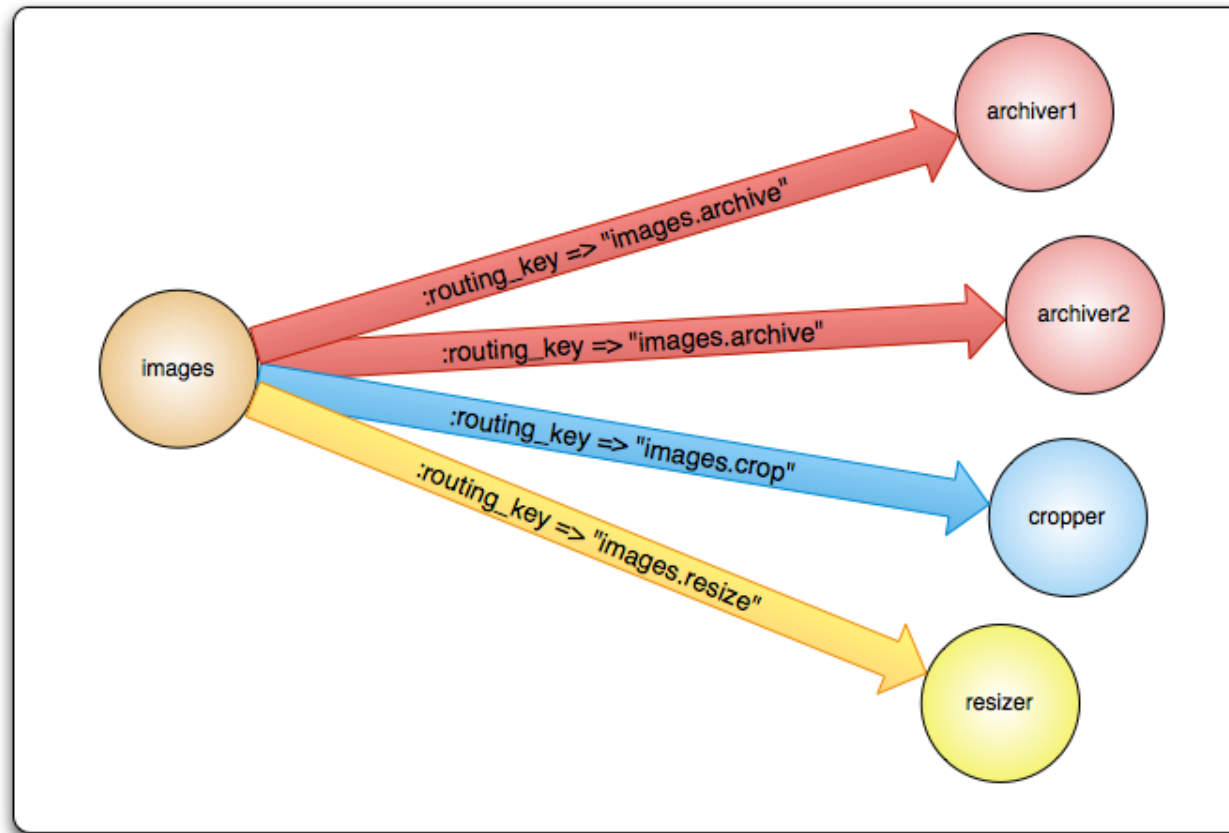 archiver1
:routing_key => "images.archive"
archiver2
:routing_key => "images.archive"
images
:routing_key => "images.crop"
cropper
:routing_key => "images.resize"
resizer